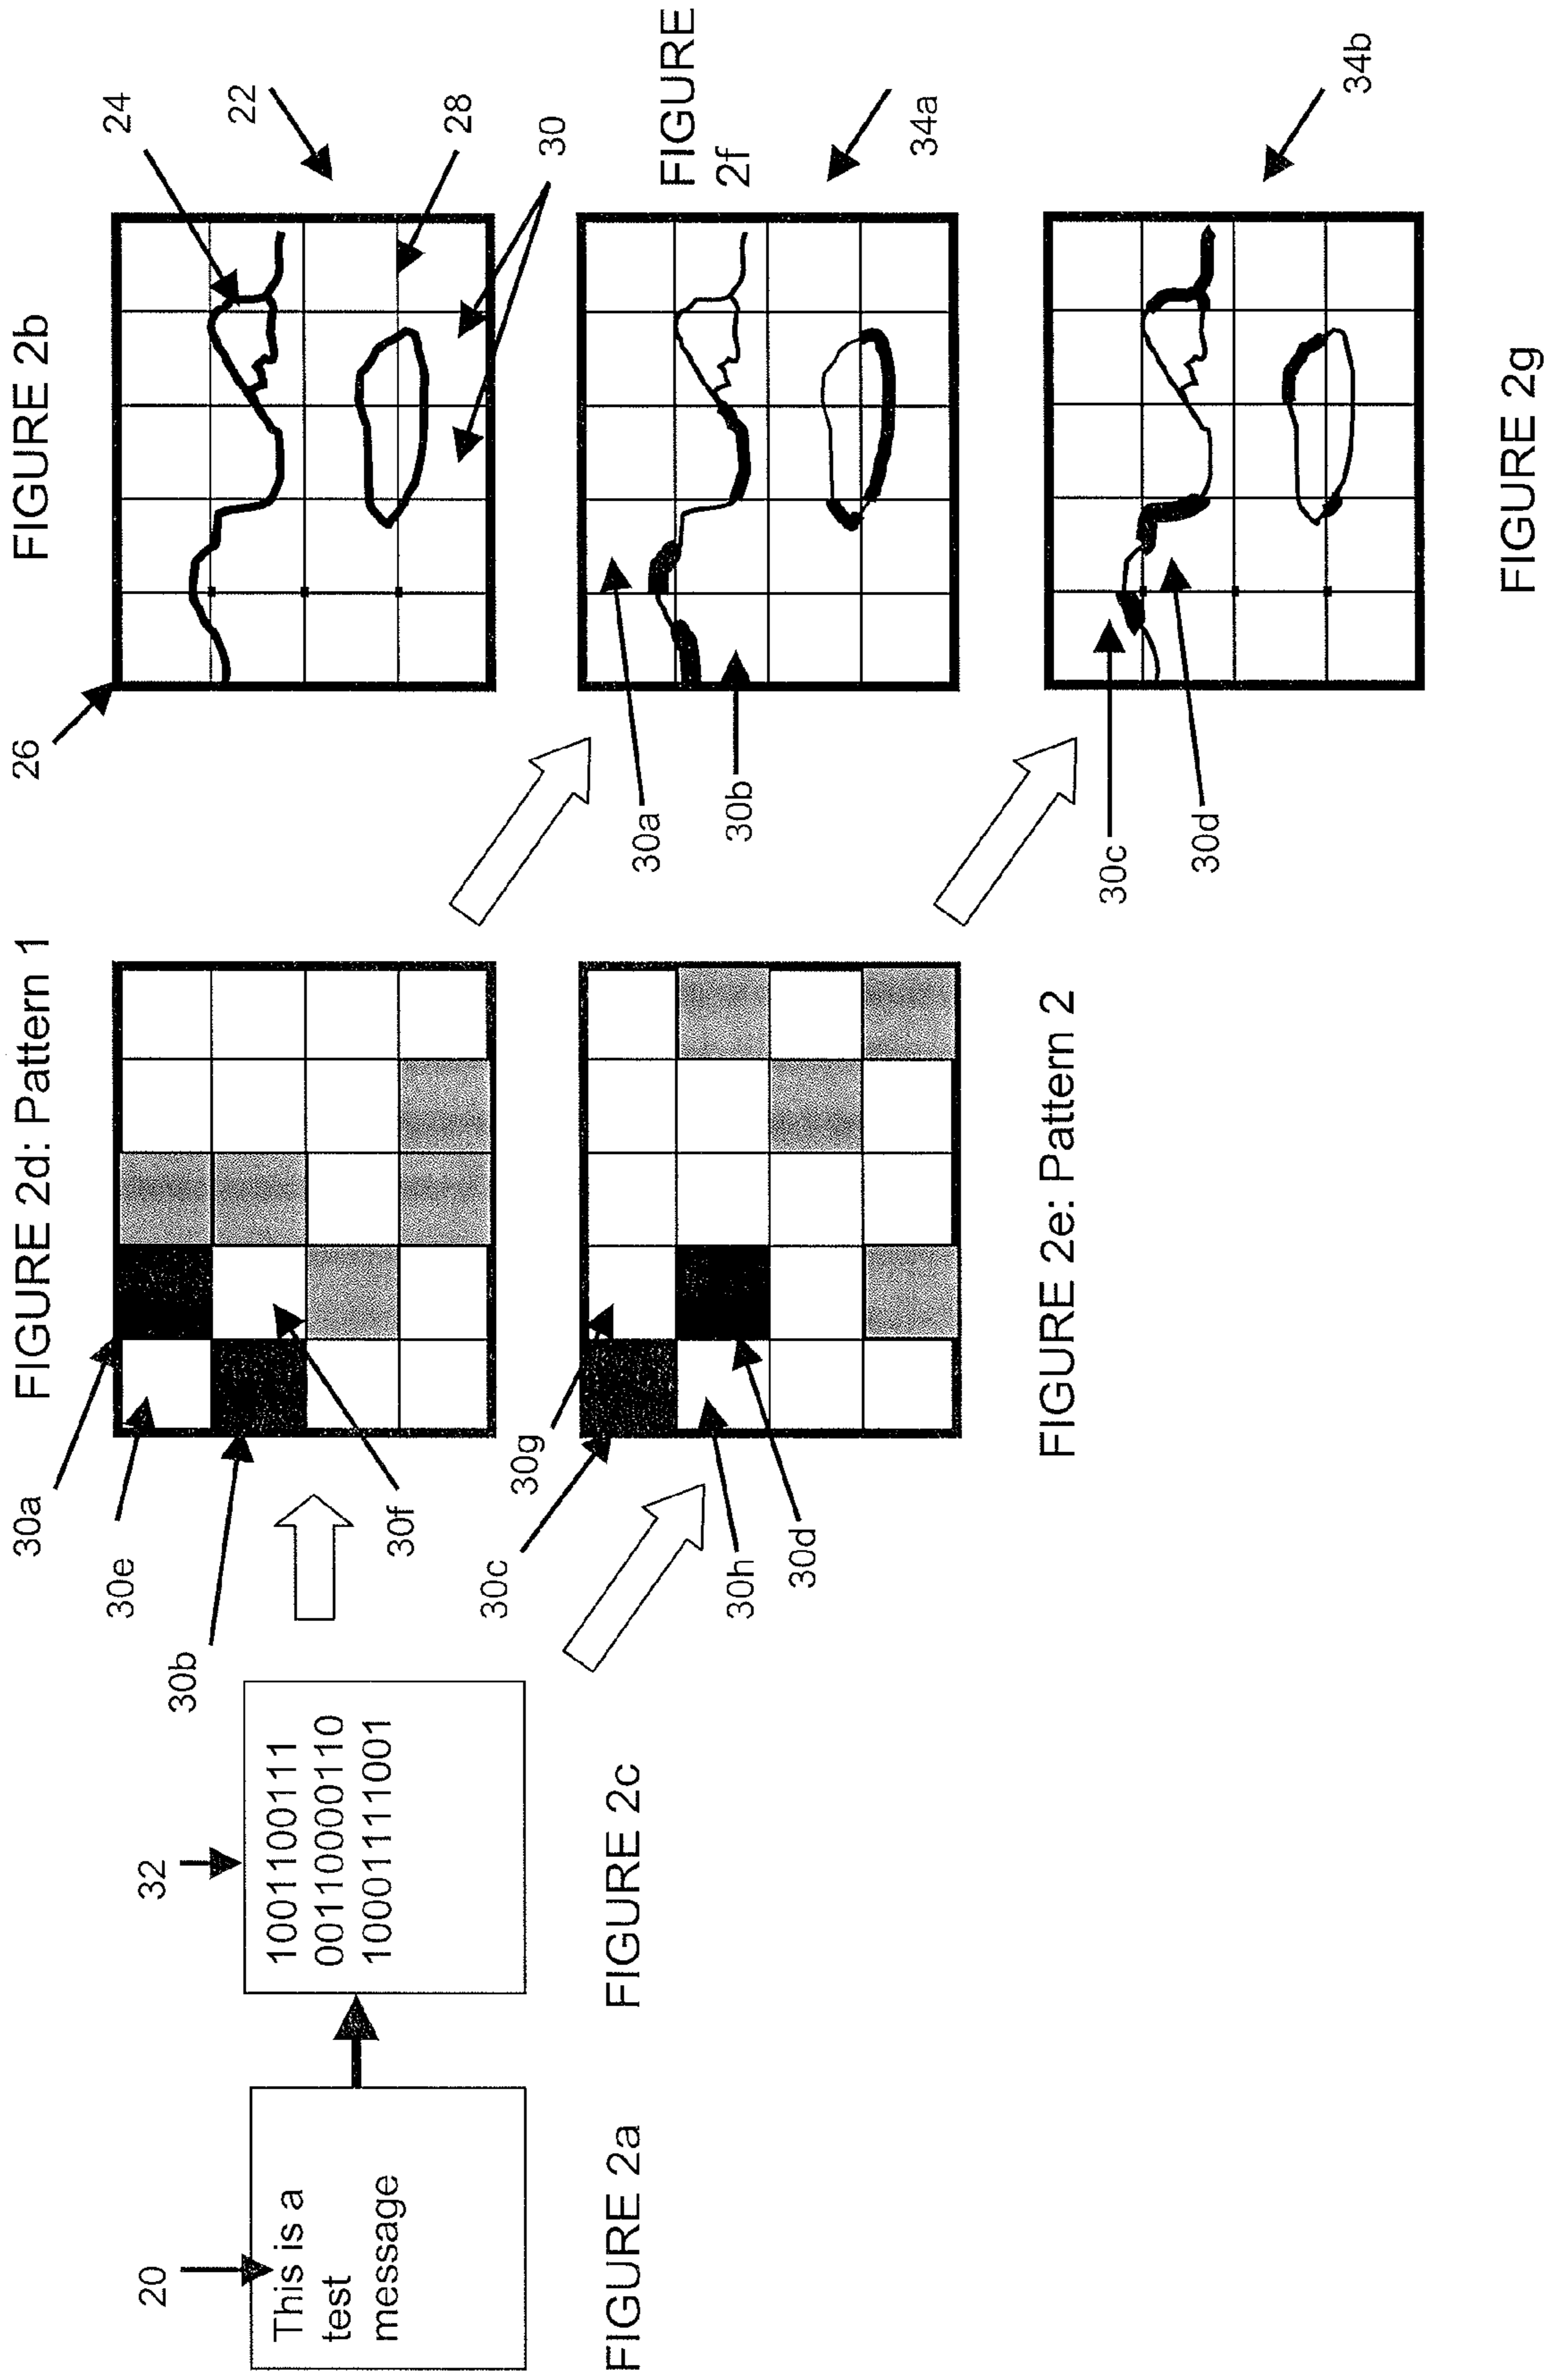 FIGURE 2d: Pattern 1
FIGURE 2b
30a
30e
30b
30f
26
24
22
28
30
20
This is a
test
message
32
1001100111
00110000110
10001111001
FIGURE 2a
FIGURE 2c
30g
30c
30h
30d
30a
30b
FIGURE
2f
34a
FIGURE 2e: Pattern 2
30c
30d
34b
FIGURE 2g